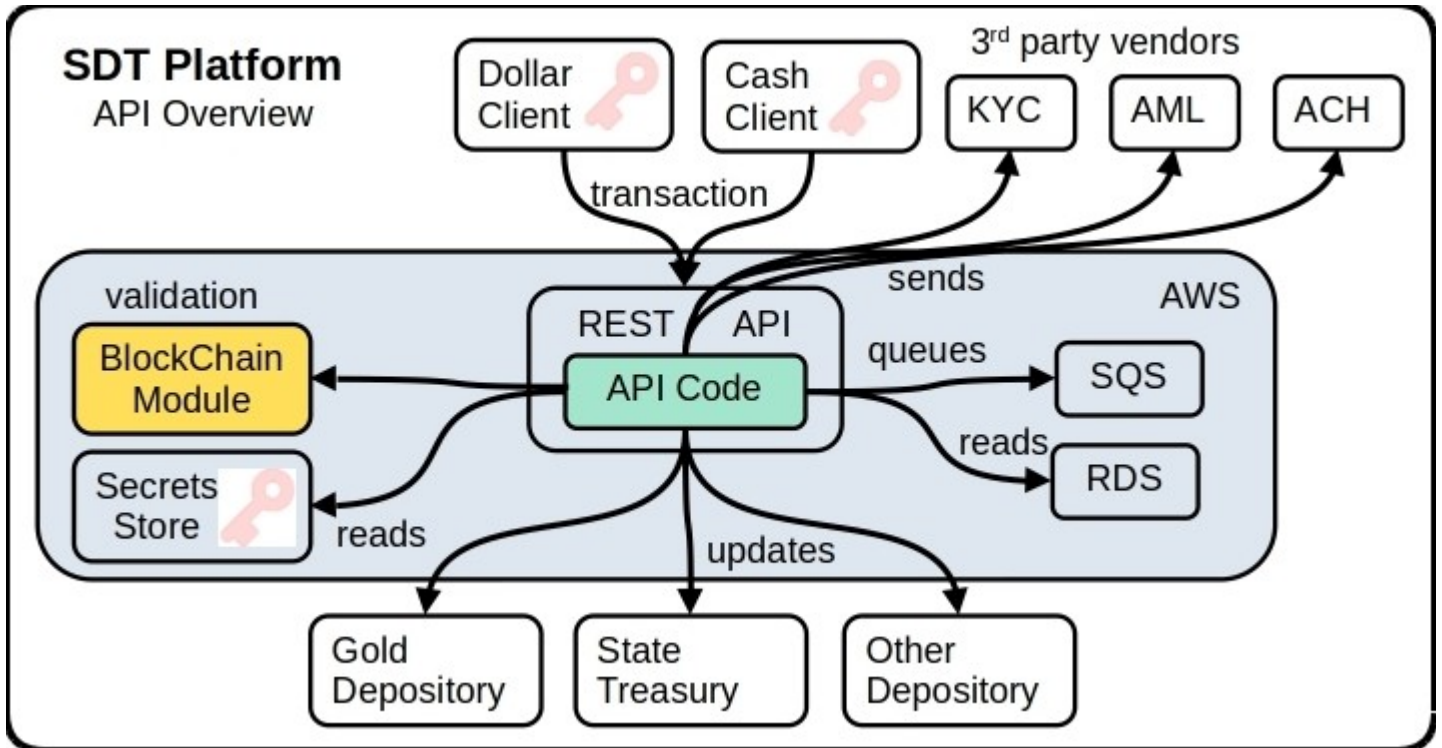 SDT Platform
API Overview
Dollar
Client
Cash
Client
3rd party vendors
KYC
AML
ACH
transaction
sends
AWS
validation
REST API
BlockChain
Module
API Code
queues
SQS
Secrets
Store
reads
reads
RDS
updates
Gold
Depository
State
Treasury
Other
Depository